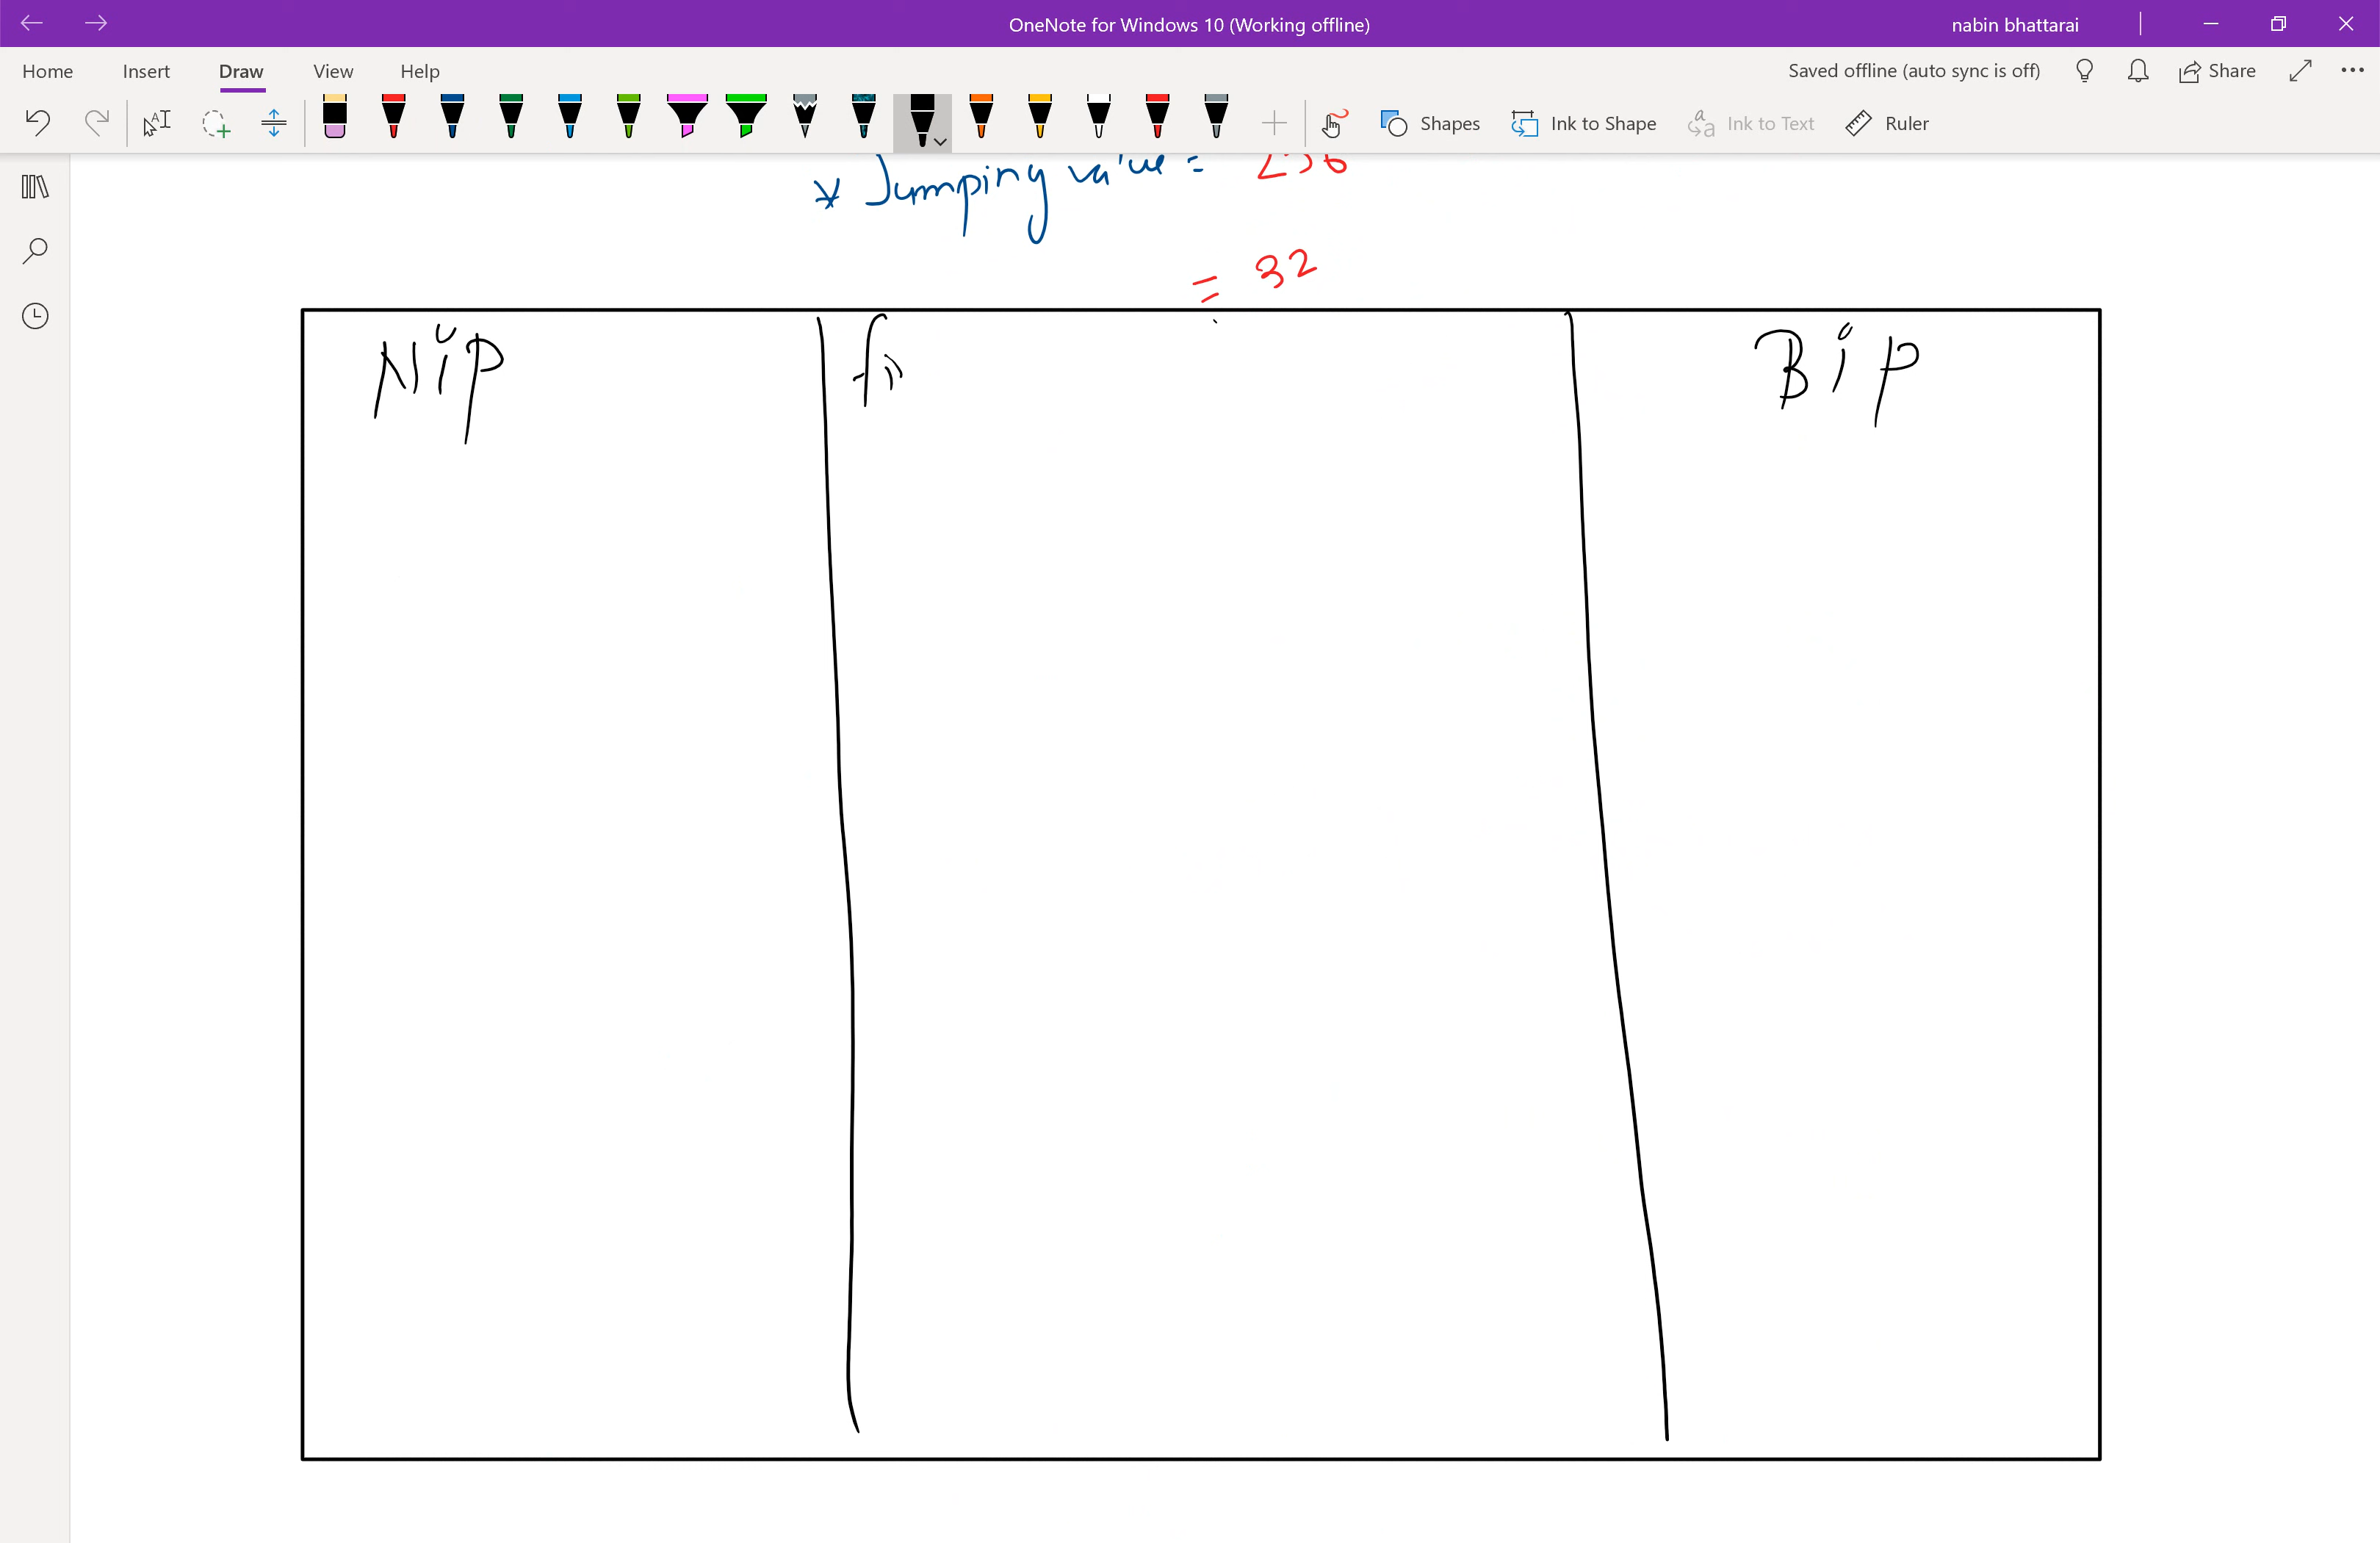 OneNote for Windows 10 (Working offline) nabin bhattarai
Home Insert Draw View Help Saved offline (auto sync is off) Share
Shapes Ink to Shape Ink to Text Ruler
* Jumping value =
= 32
Nip Bip